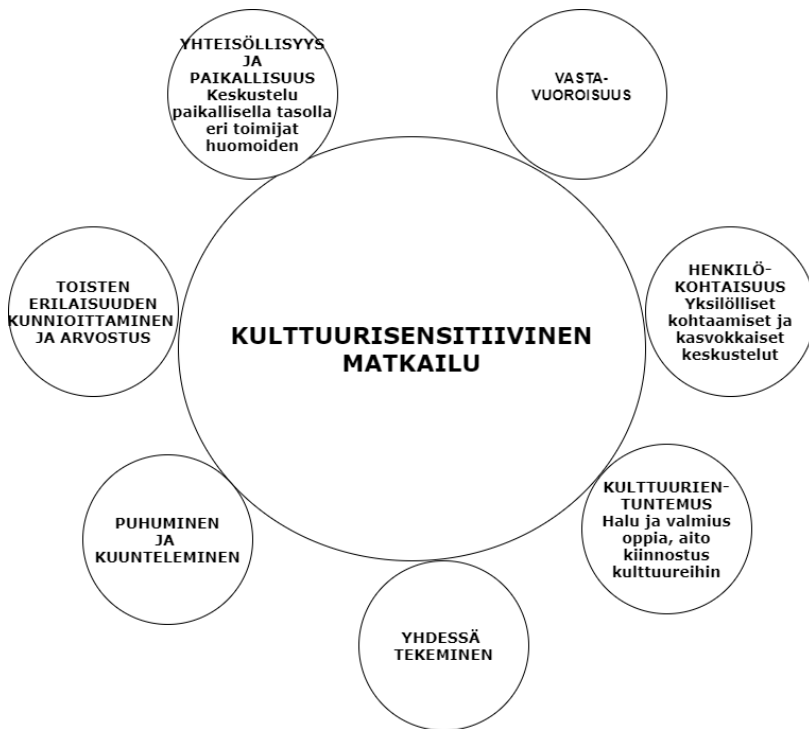 YHTEISÖLLISYYS
JA
PAIKALLISUUS
Keskustelu
paikallisella tasolla
eri toimijat
huomoiden
VASTA-
VUOROISUUS
TOISTEN
ERILAISUUDEN
KUNNIOITTAMINEN
JA ARVOSTUS
KULTTUURISENSITIIVINEN
MATKAILU
HENKILÖ-
KOHTAISUUS
Yksilölliset
kohtaamiset ja
kasvokkaiset
keskustelut
PUHUMINEN
JA
KUUNTELEMINEN
KULTTUURIEN-
TUNTEMUS
Halu ja valmius
oppia, aito
kiinnostus
kulttuureihin
YHDESSÄ
TEKEMINEN